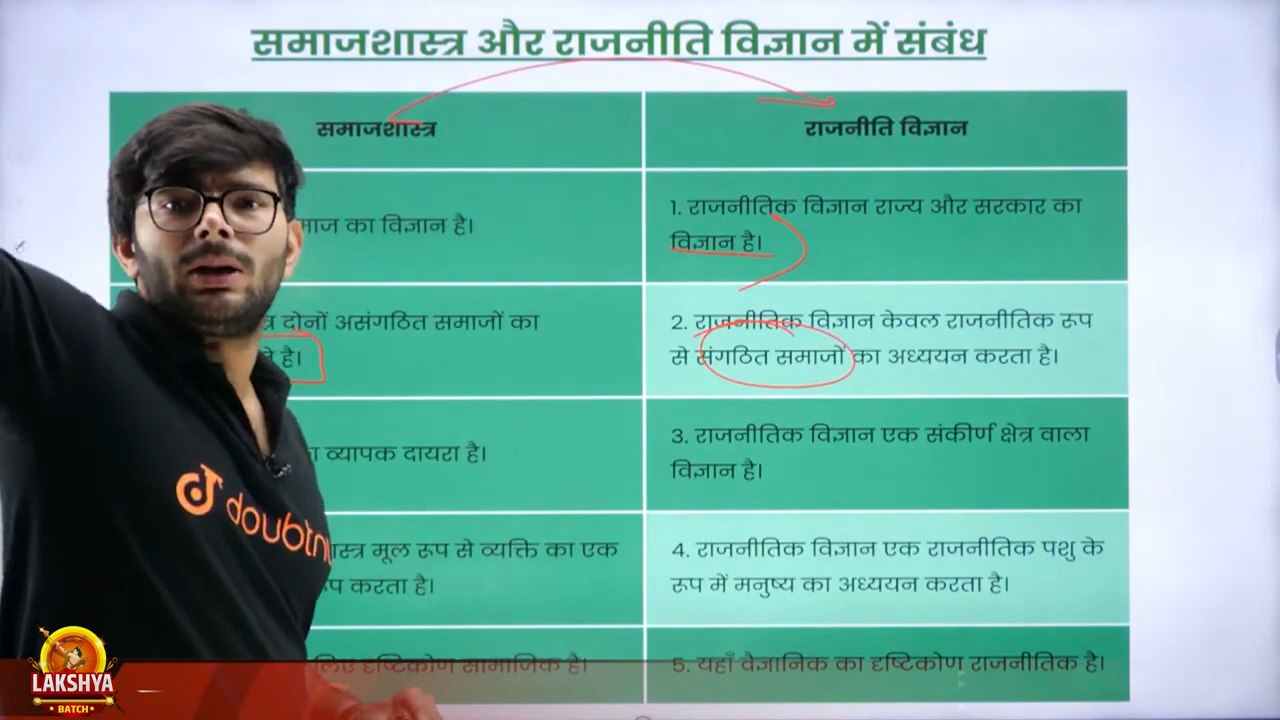 समाजशास्त्र और राजनीति विज्ञान में संबंध
समाजशास्त्र
राजनीति विज्ञान
का विज्ञान है।
1. राजनीतिक विज्ञान राज्य और सरकार का
विज्ञान है।
दोनों असंगठित समाजों का
है।
2. राजनीतिक विज्ञान केवल राजनीतिक रूप
से संगठित समाजों का अध्ययन करता है।
व्यापक दायरा है।
3. राजनीतिक विज्ञान एक संकीर्ण क्षेत्र वाला
विज्ञान है।
मूल रूप से व्यक्ति का एक
करता है।
4. राजनीतिक विज्ञान एक राजनीतिक पशु के
रूप में मनुष्य का अध्ययन करता है।
लिए दृष्टिकोण सामाजिक है।
5. यहाँ वैज्ञानिक का दृष्टिकोण राजनीतिक है।
LAKSHYA
BATCH